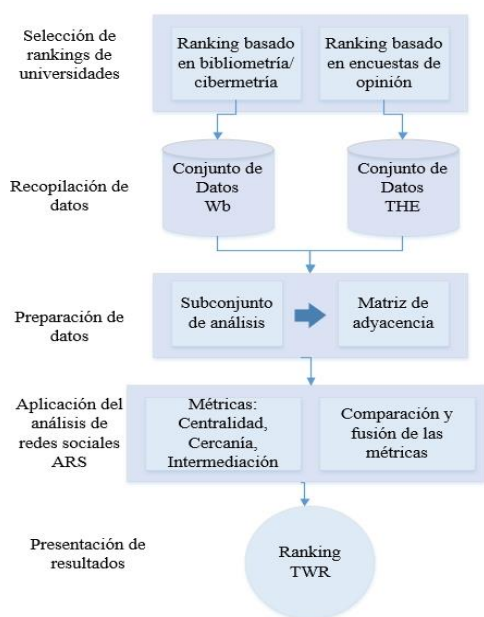 Selección de
rankings de
universidades
Ranking basado
en bibliometría/
cibermetría
Ranking basado
en encuestas de
opinión
Recopilación de
datos
Conjunto de
Datos
Wb
Conjunto de
Datos
THE
Preparación de
datos
Subconjunto
de análisis
Matriz de
adyacencia
Aplicación del
análisis de
redes sociales
ARS
Métricas:
Centralidad,
Cercanía,
Intermediación
Comparación y
fusión de las
métricas
Presentación de
resultados
Ranking
TWR